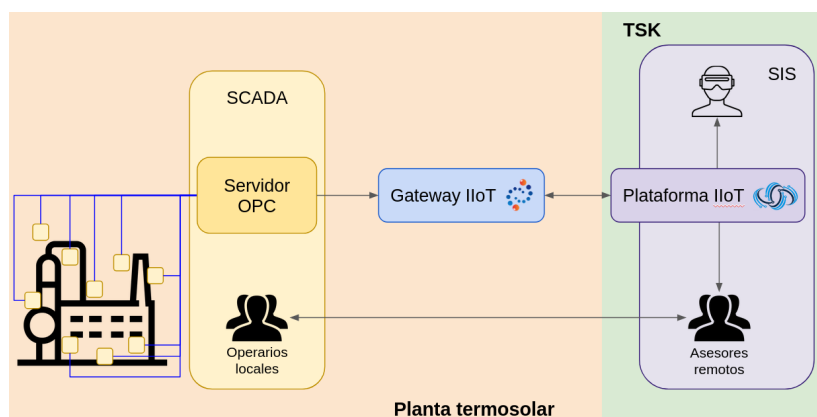 TSK
SIS
SCADA
Servidor
OPC
Gateway IIoT
Plataforma IIoT
Operarios
locales
Asesores
remotos
Planta termosolar